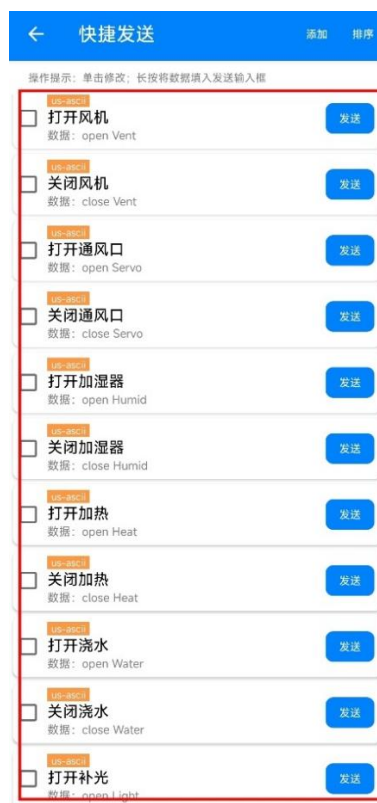 ← 快捷发送 添加 排序
操作提示：单击修改；长按将数据填入发送输入框
us-ascii
打开风机 发送
数据：open Vent
us-ascii
关闭风机 发送
数据：close Vent
us-ascii
打开通风口 发送
数据：open Servo
us-ascii
关闭通风口 发送
数据：close Servo
us-ascii
打开加湿器 发送
数据：open Humid
us-ascii
关闭加湿器 发送
数据：close Humid
us-ascii
打开加热 发送
数据：open Heat
us-ascii
关闭加热 发送
数据：close Heat
us-ascii
打开浇水 发送
数据：open Water
us-ascii
关闭浇水 发送
数据：close Water
us-ascii
打开补光 发送
数据：open Light